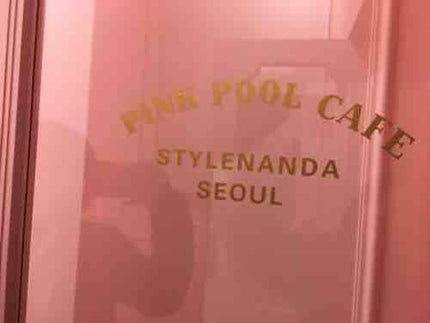 PINK POOL CAFE
STYLENANDA
SEOUL